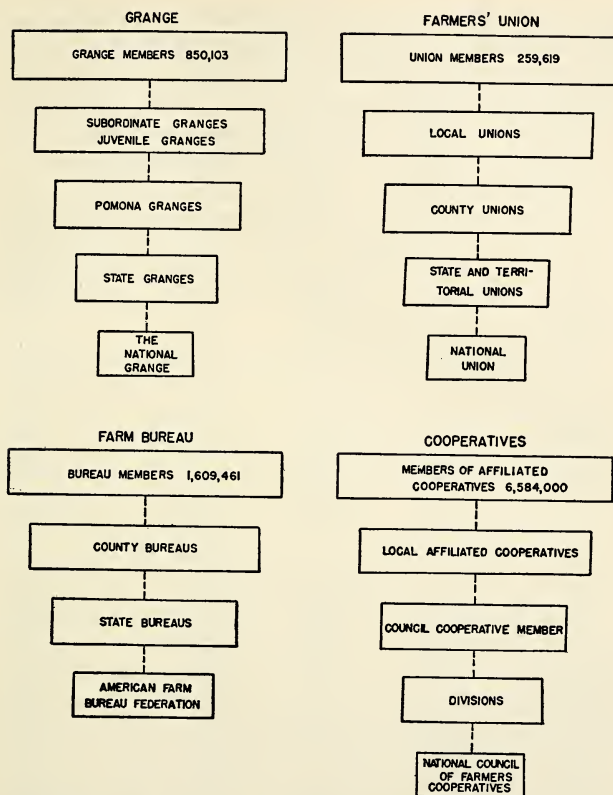 GRANGE
GRANGE MEMBERS 850,103
SUBORDINATE GRANGES
JUVENILE GRANGES
POMONA GRANGES
STATE GRANGES
THE
NATIONAL
GRANGE
FARMERS' UNION
UNION MEMBERS 259,619
LOCAL UNIONS
COUNTY UNIONS
STATE AND TERRI-
TORIAL UNIONS
NATIONAL
UNION
FARM BUREAU
BUREAU MEMBERS 1,609,461
COUNTY BUREAUS
STATE BUREAUS
AMERICAN FARM
BUREAU FEDERATION
COOPERATIVES
MEMBERS OF AFFILIATED
COOPERATIVES 6,584,000
LOCAL AFFILIATED COOPERATIVES
COUNCIL COOPERATIVE MEMBER
DIVISIONS
NATIONAL COUNCIL
OF FARMERS
COOPERATIVES